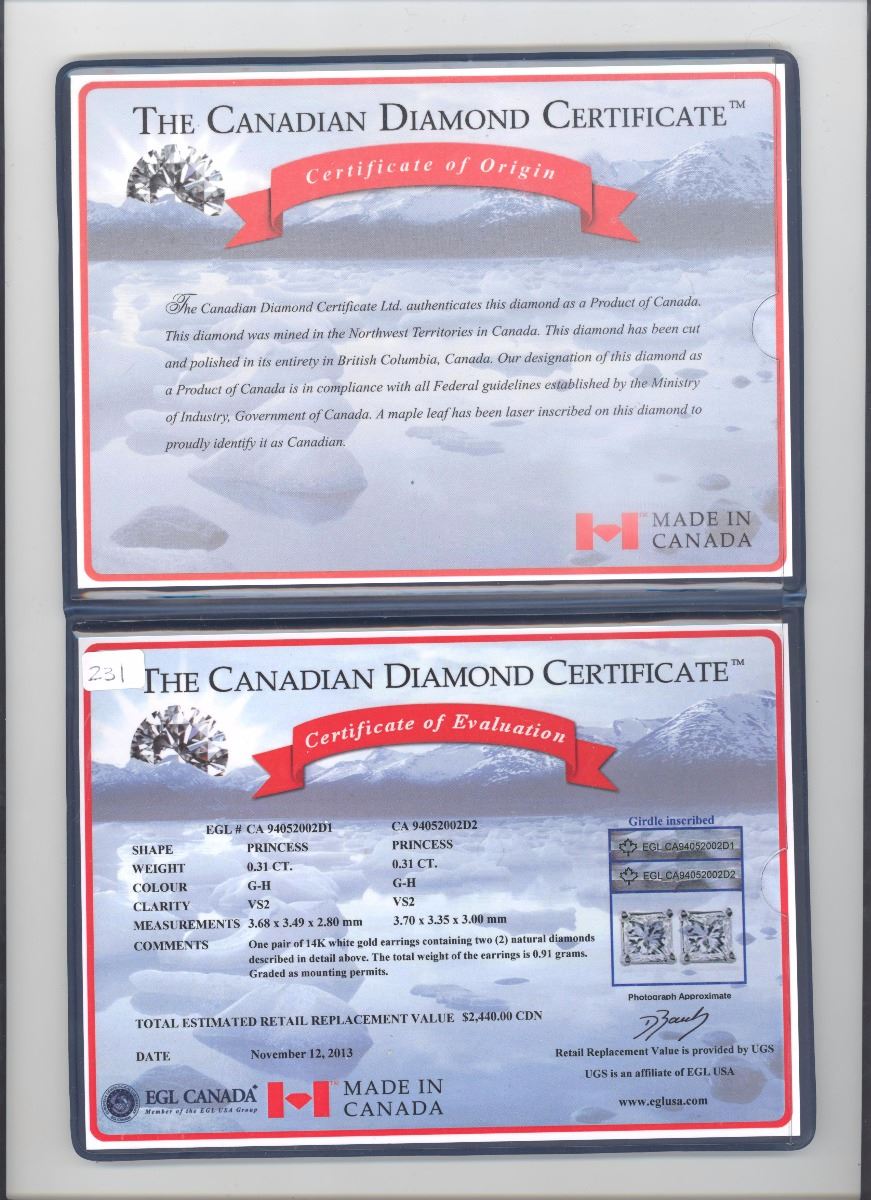 THE CANADIAN DIAMOND CERTIFICATE™
Certificate of Origin
The Canadian Diamond Certificate Ltd. authenticates this diamond as a Product of Canada.
This diamond was mined in the Northwest Territories in Canada. This diamond has been cut
and polished in its entirety in British Columbia, Canada. Our designation of this diamond as
a Product of Canada is in compliance with all Federal guidelines established by the Ministry
of Industry, Government of Canada. A maple leaf has been laser inscribed on this diamond to
proudly identify it as Canadian.
™ MADE IN
CANADA
231
THE CANADIAN DIAMOND CERTIFICATE™
Certificate of Evaluation
Girdle inscribed
EGL # CA 94052002D1 CA 94052002D2
SHAPE PRINCESS PRINCESS
WEIGHT 0.31 CT. 0.31 CT.
COLOUR G-H G-H
CLARITY VS2 VS2
MEASUREMENTS 3.68 x 3.49 x 2.80 mm 3.70 x 3.35 x 3.00 mm
COMMENTS One pair of 14K white gold earrings containing two (2) natural diamonds
described in detail above. The total weight of the earrings is 0.91 grams.
Graded as mounting permits.
EGL CA94052002D1
EGL CA94052002D2
Photograph Approximate
TOTAL ESTIMATED RETAIL REPLACEMENT VALUE $2,440.00 CDN
DATE November 12, 2013
Retail Replacement Value is provided by UGS
UGS is an affiliate of EGL USA
www.eglusa.com
EGL CANADA
Member of the EGL USA Group
™ MADE IN
CANADA